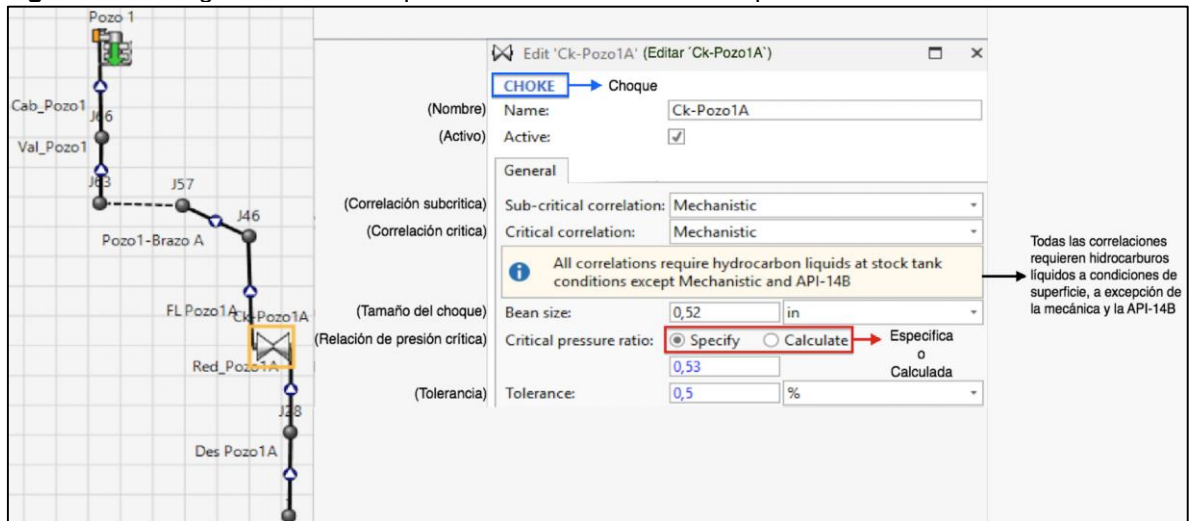 Pozo 1
Cab_Pozo1
J66
Val_Pozo1
J63
J57
J46
Pozo1-Brazo A
FL Pozo1A
Ck-Pozo1A
Red_Pozo1A
J28
Des Pozo1A
Edit 'Ck-Pozo1A' (Editar ´Ck-Pozo1A`)
CHOKE
Choque
(Nombre) Name: Ck-Pozo1A
(Activo) Active:
General
(Correlación subcritica) Sub-critical correlation: Mechanistic
(Correlación critica) Critical correlation: Mechanistic
All correlations require hydrocarbon liquids at stock tank
conditions except Mechanistic and API-14B
(Tamaño del choque) Bean size: 0,52 in
(Relación de presión crítica) Critical pressure ratio: Specify Calculate
0,53
(Tolerancia) Tolerance: 0,5 %
Especifica
o
Calculada
Todas las correlaciones
requieren hidrocarburos
líquidos a condiciones de
superficie, a excepción de
la mecánica y la API-14B